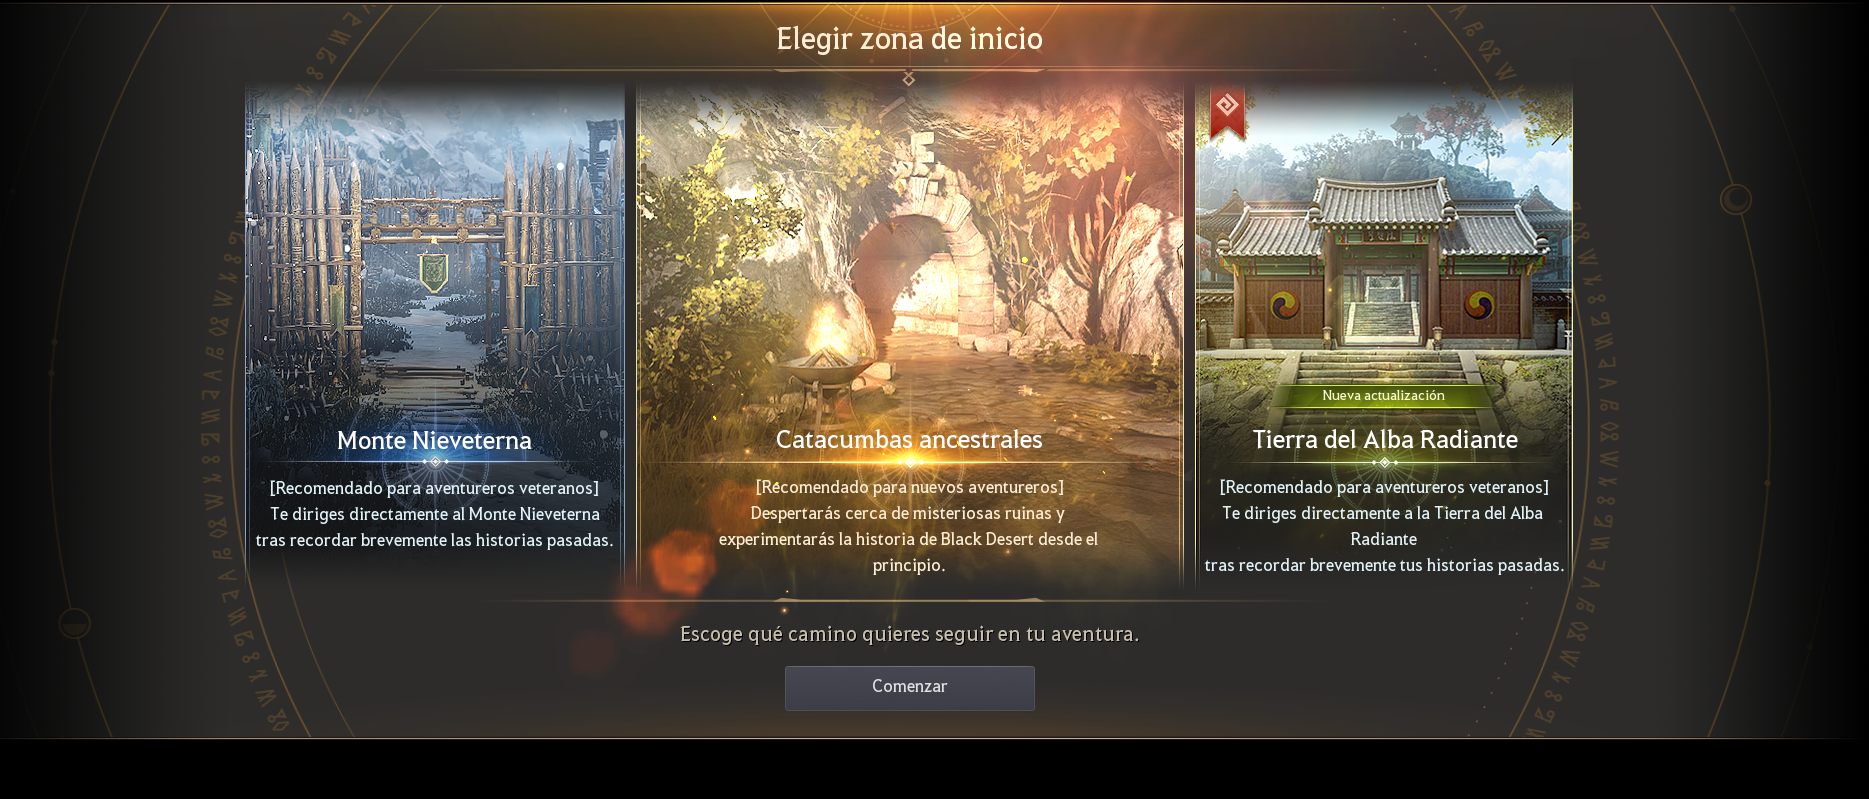 Elegir zona de inicio
Monte Nieveterna
[Recomendado para aventureros veteranos]
Te diriges directamente al Monte Nieveterna
tras recordar brevemente las historias pasadas.
Catacumbas ancestrales
[Recomendado para nuevos aventureros]
Despertarás cerca de misteriosas ruinas y
experimentarás la historia de Black Desert desde el
principio.
Nueva actualización
Tierra del Alba Radiante
[Recomendado para aventureros veteranos]
Te diriges directamente a la Tierra del Alba
Radiante
tras recordar brevemente tus historias pasadas.
Escoge qué camino quieres seguir en tu aventura.
Comenzar